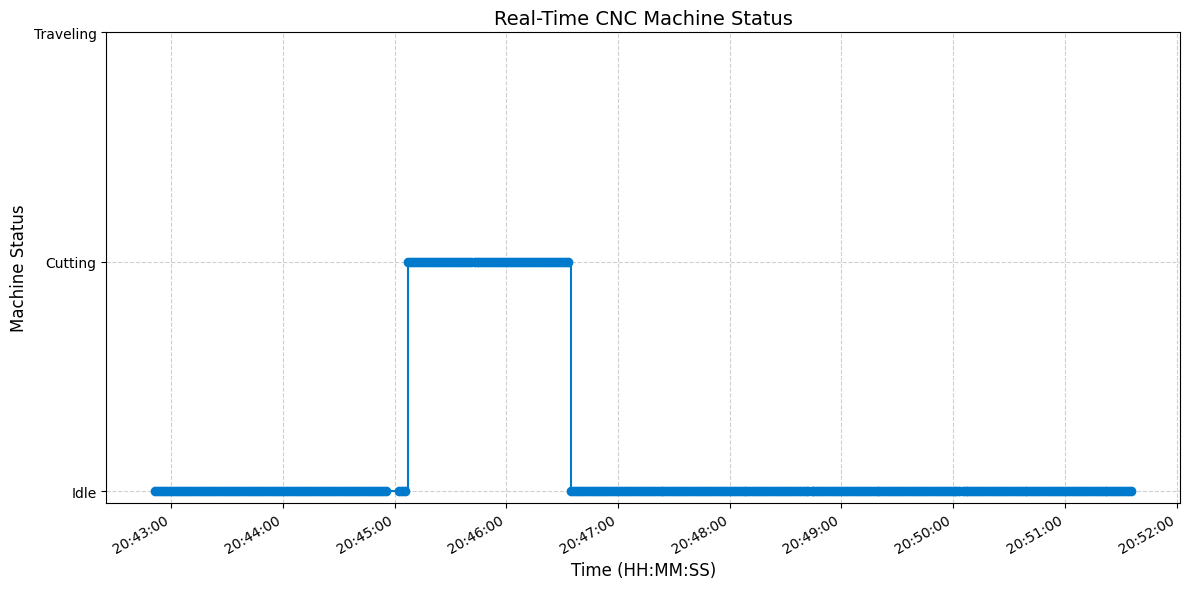 Real-Time CNC Machine Status
Machine Status
Traveling
Cutting
Idle
20:43:00
20:44:00
20:45:00
20:46:00
20:47:00
20:48:00
20:49:00
20:50:00
20:51:00
20:52:00
Time (HH:MM:SS)